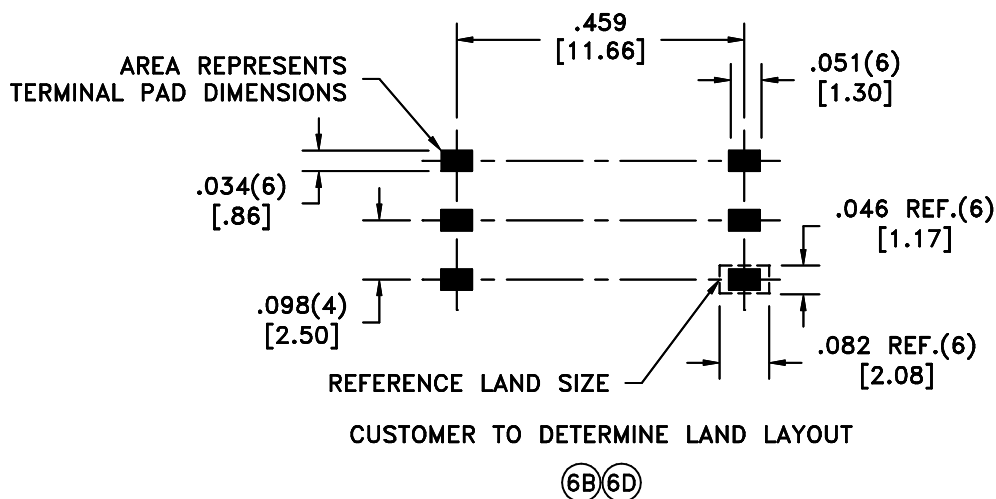 .459
[11.66]
AREA REPRESENTS
TERMINAL PAD DIMENSIONS
.051(6)
[1.30]
.034(6)
[.86]
.046 REF.(6)
[1.17]
.098(4)
[2.50]
.082 REF.(6)
[2.08]
REFERENCE LAND SIZE
CUSTOMER TO DETERMINE LAND LAYOUT
6B 6D